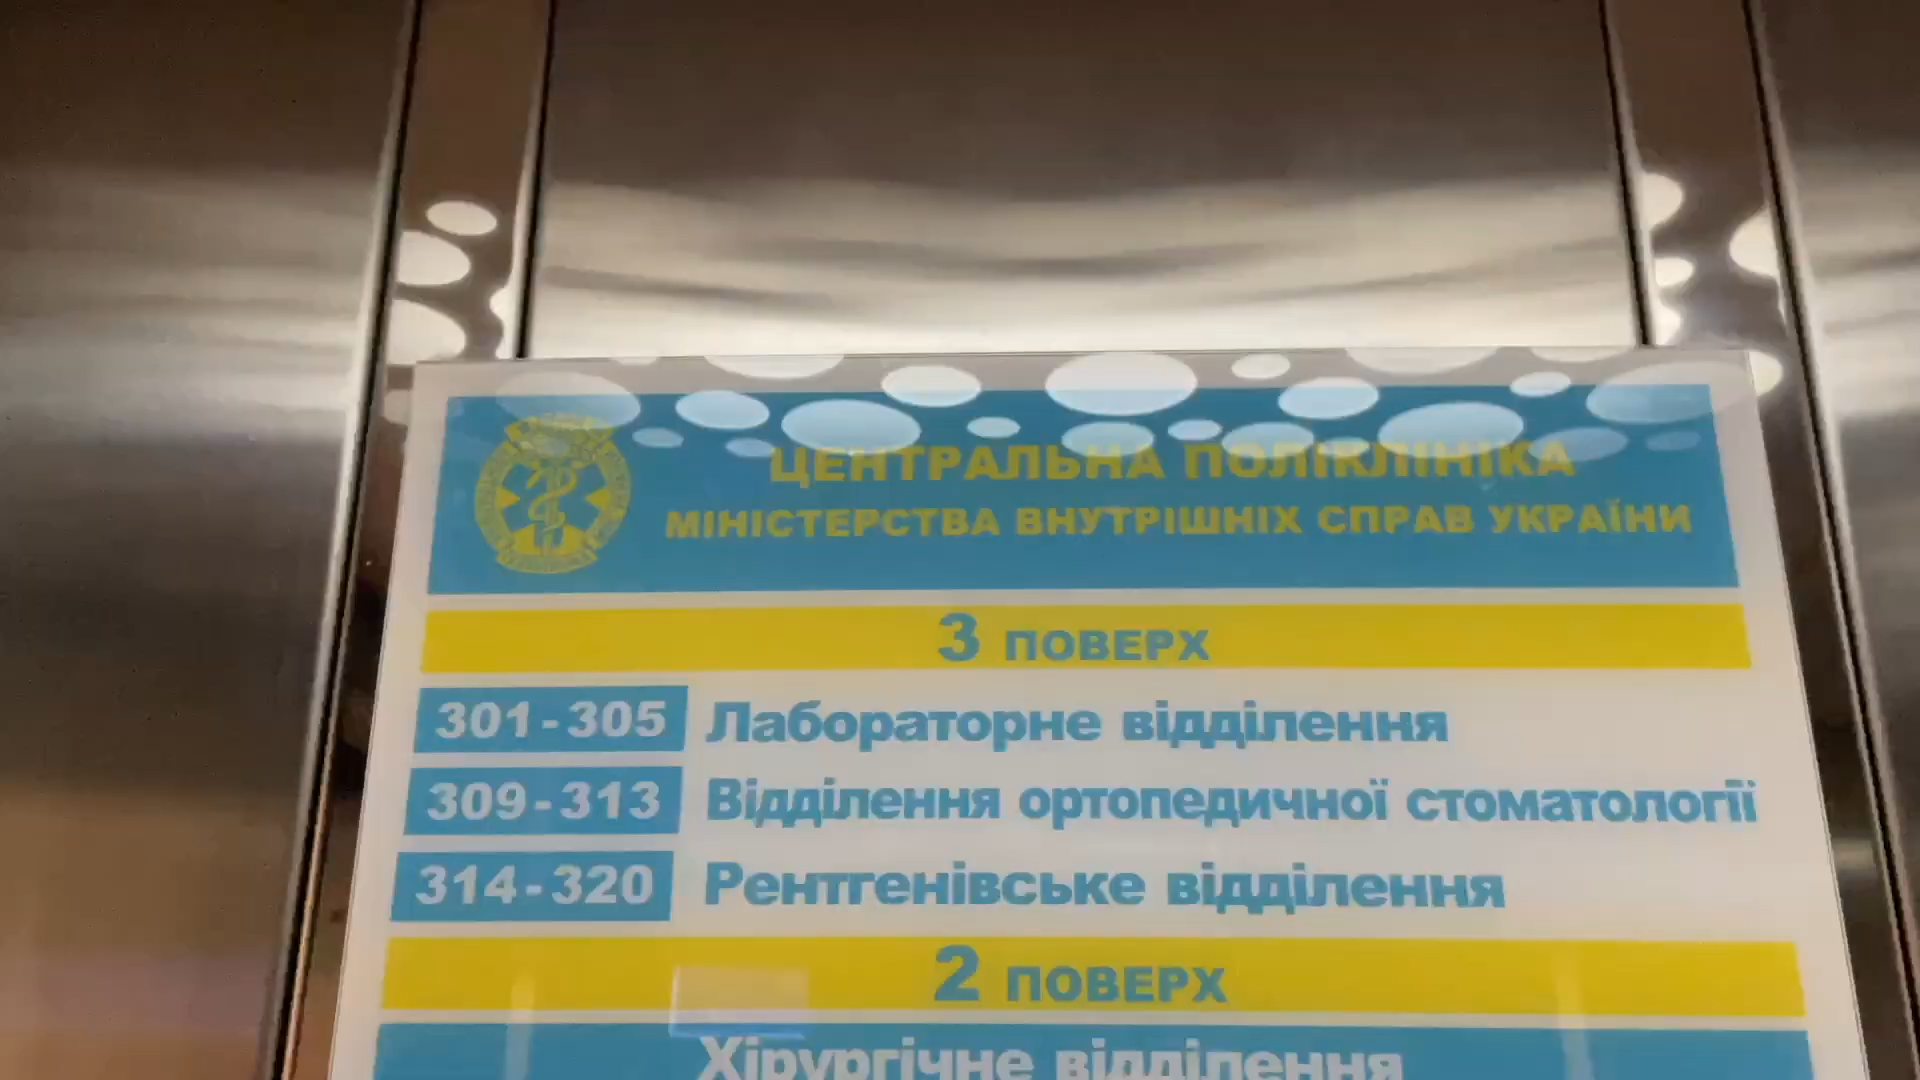 ЦЕНТРАЛЬНА ПОЛІКЛІНІКА
МІНІСТЕРСТВА ВНУТРІШНІХ СПРАВ УКРАЇНИ
3 ПОВЕРХ
301-305 Лабораторне відділення
309-313 Відділення ортопедичної стоматології
314-320 Рентгенівське відділення
2 ПОВЕРХ
Хірургічне відділення